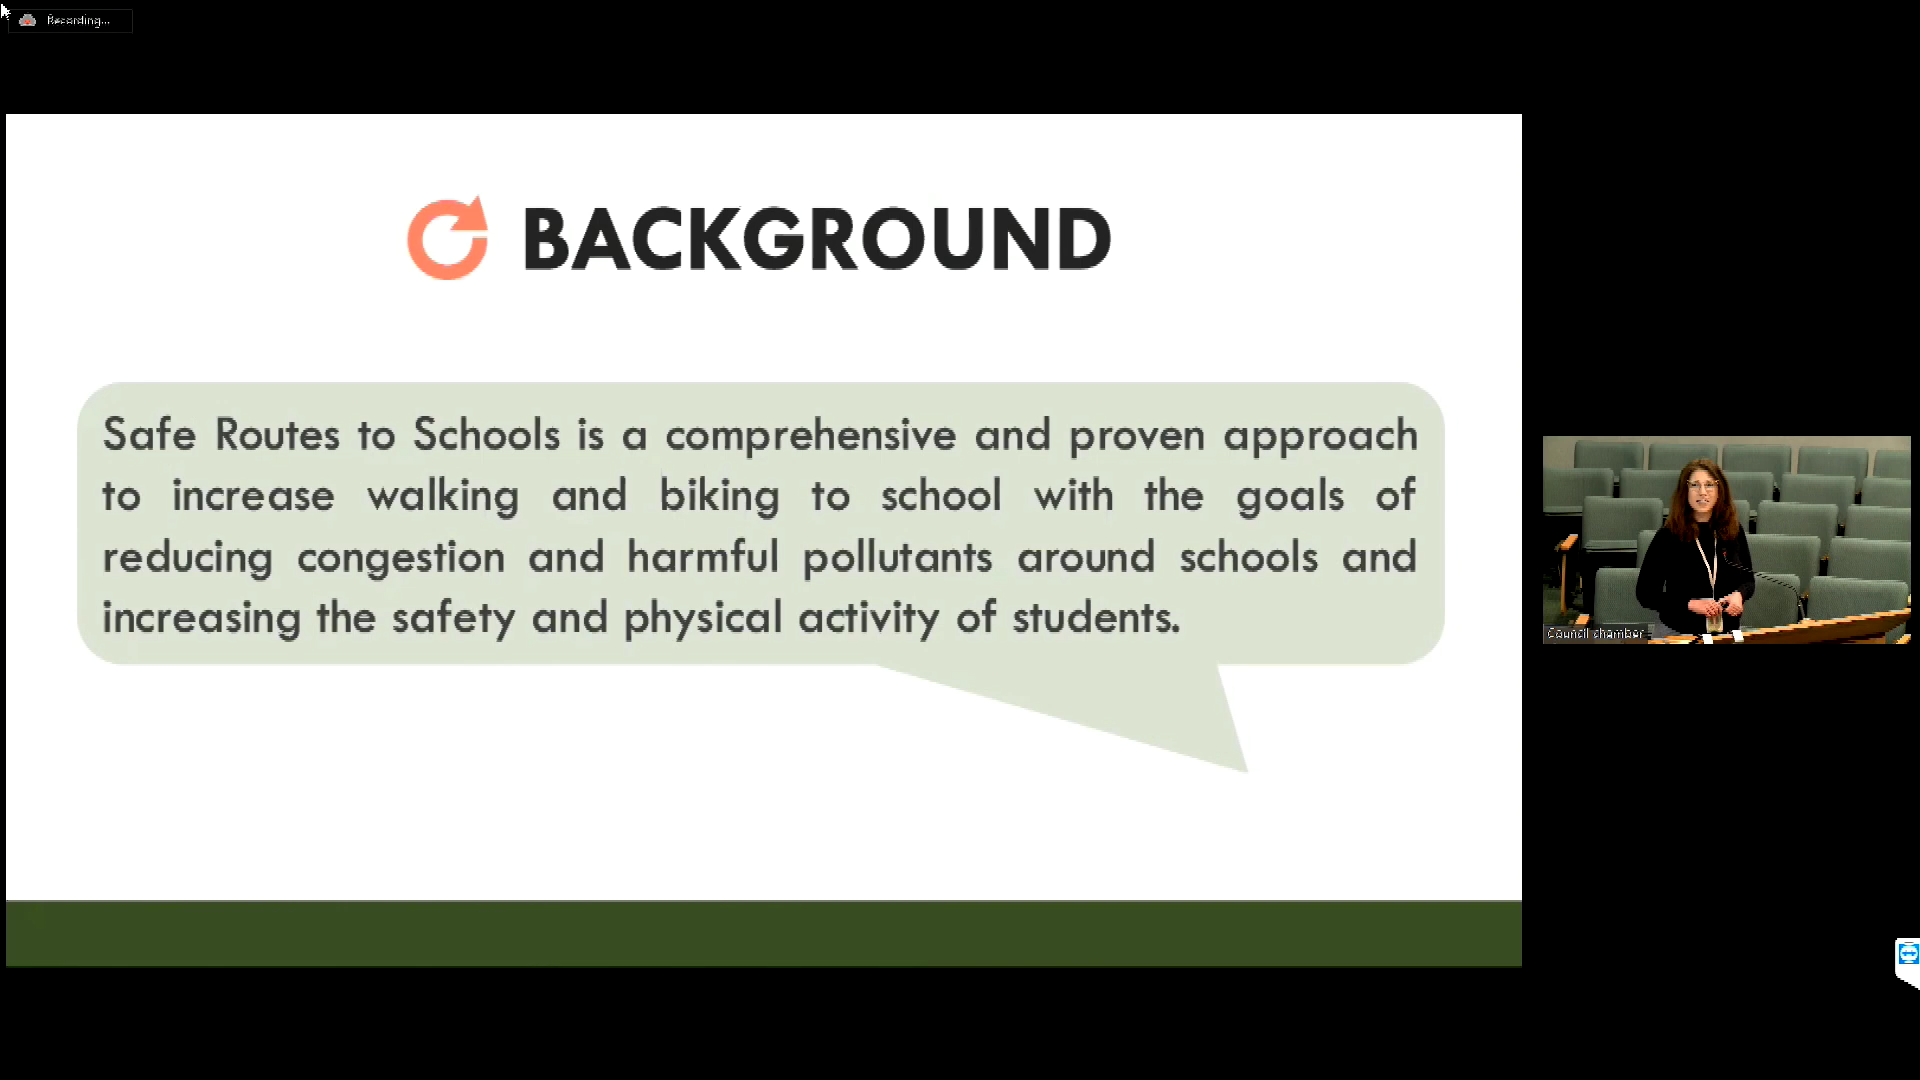 Recording...
BACKGROUND
Safe Routes to Schools is a comprehensive and proven approach
to increase walking and biking to school with the goals of
reducing congestion and harmful pollutants around schools and
increasing the safety and physical activity of students.
Council chamber